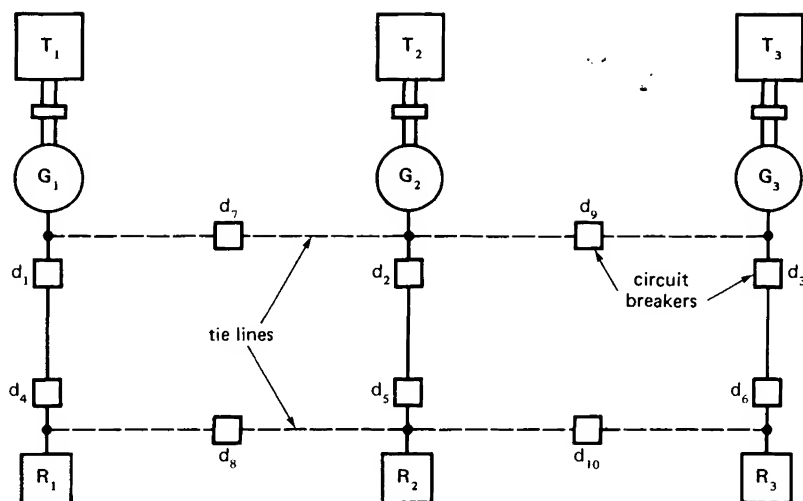 T₁ T₂ T₃
G₁ G₂ G₃
d₇ d₉
d₁ d₂ d₃
circuit
breakers
tie lines
d₄ d₅ d₆
d₈ d₁₀
R₁ R₂ R₃